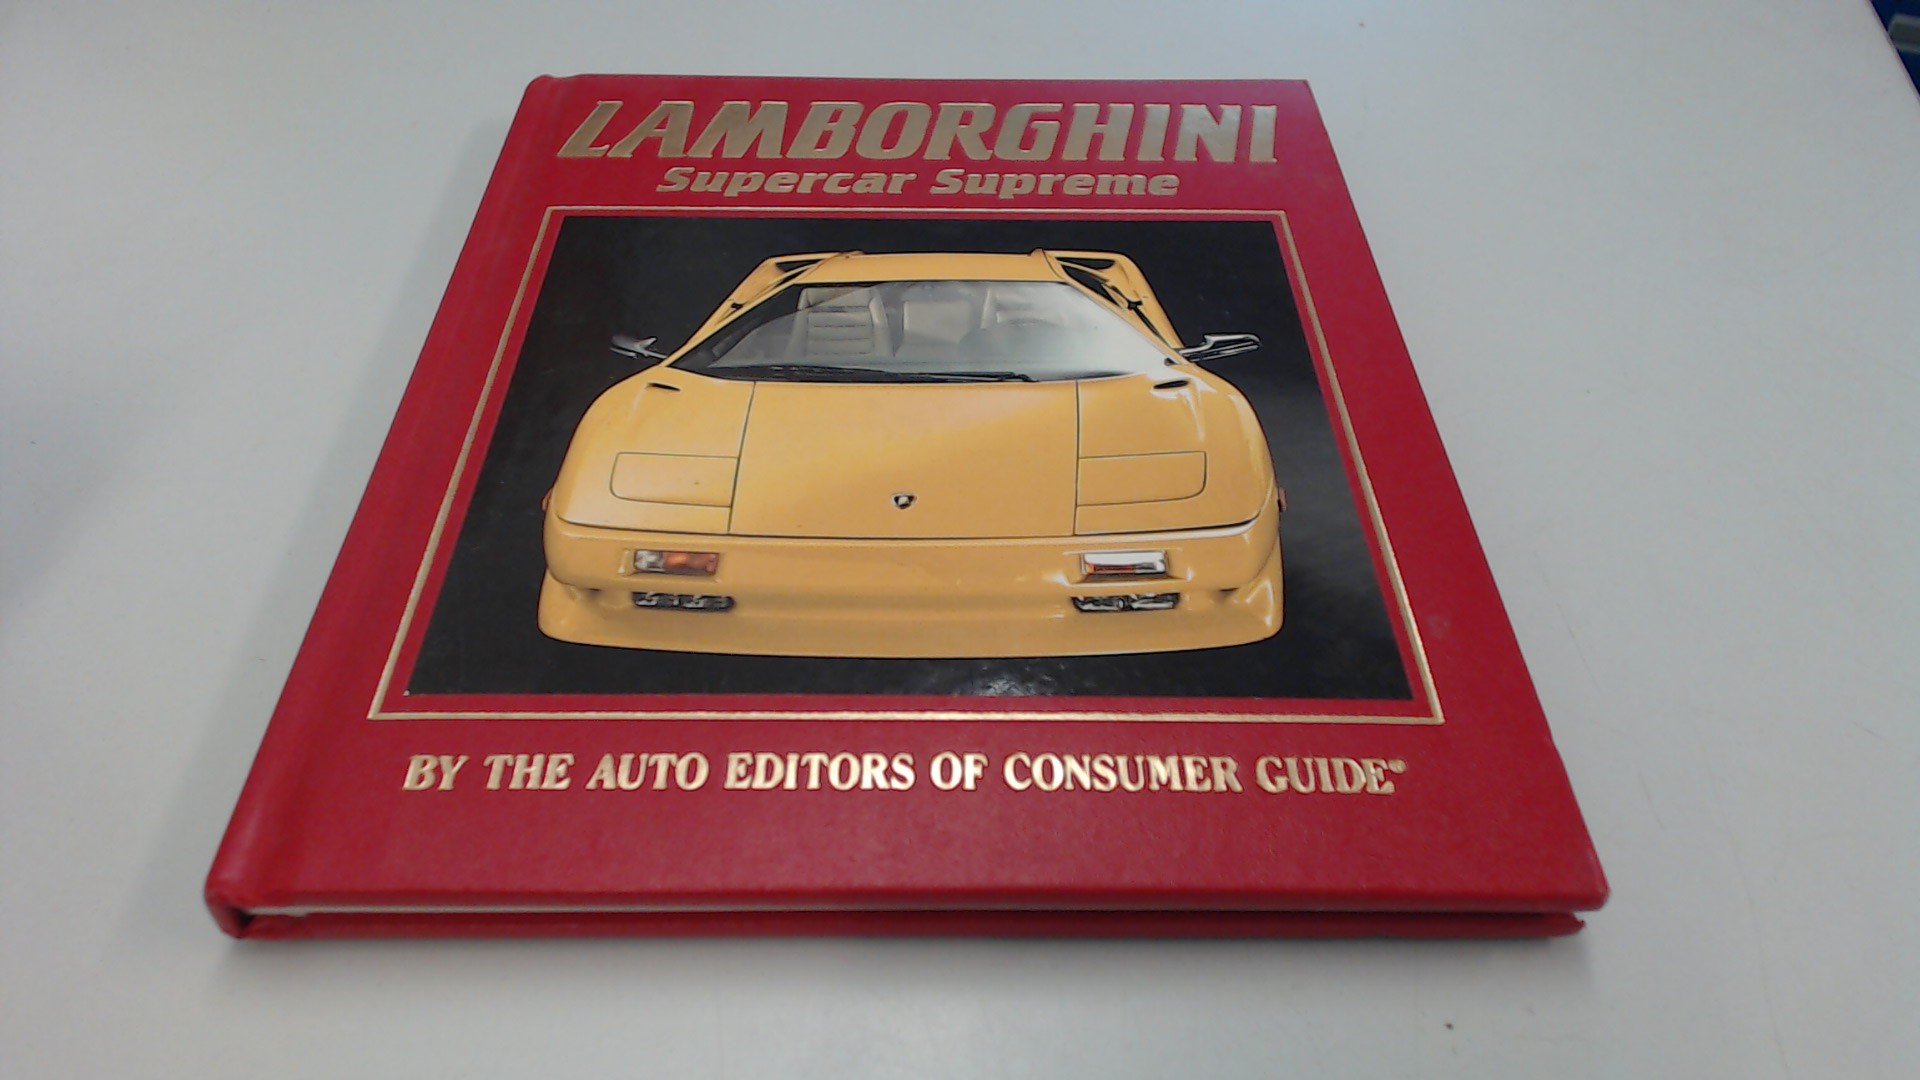 LAMBORGHINI
Supercar Supreme
BY THE AUTO EDITORS OF CONSUMER GUIDE®